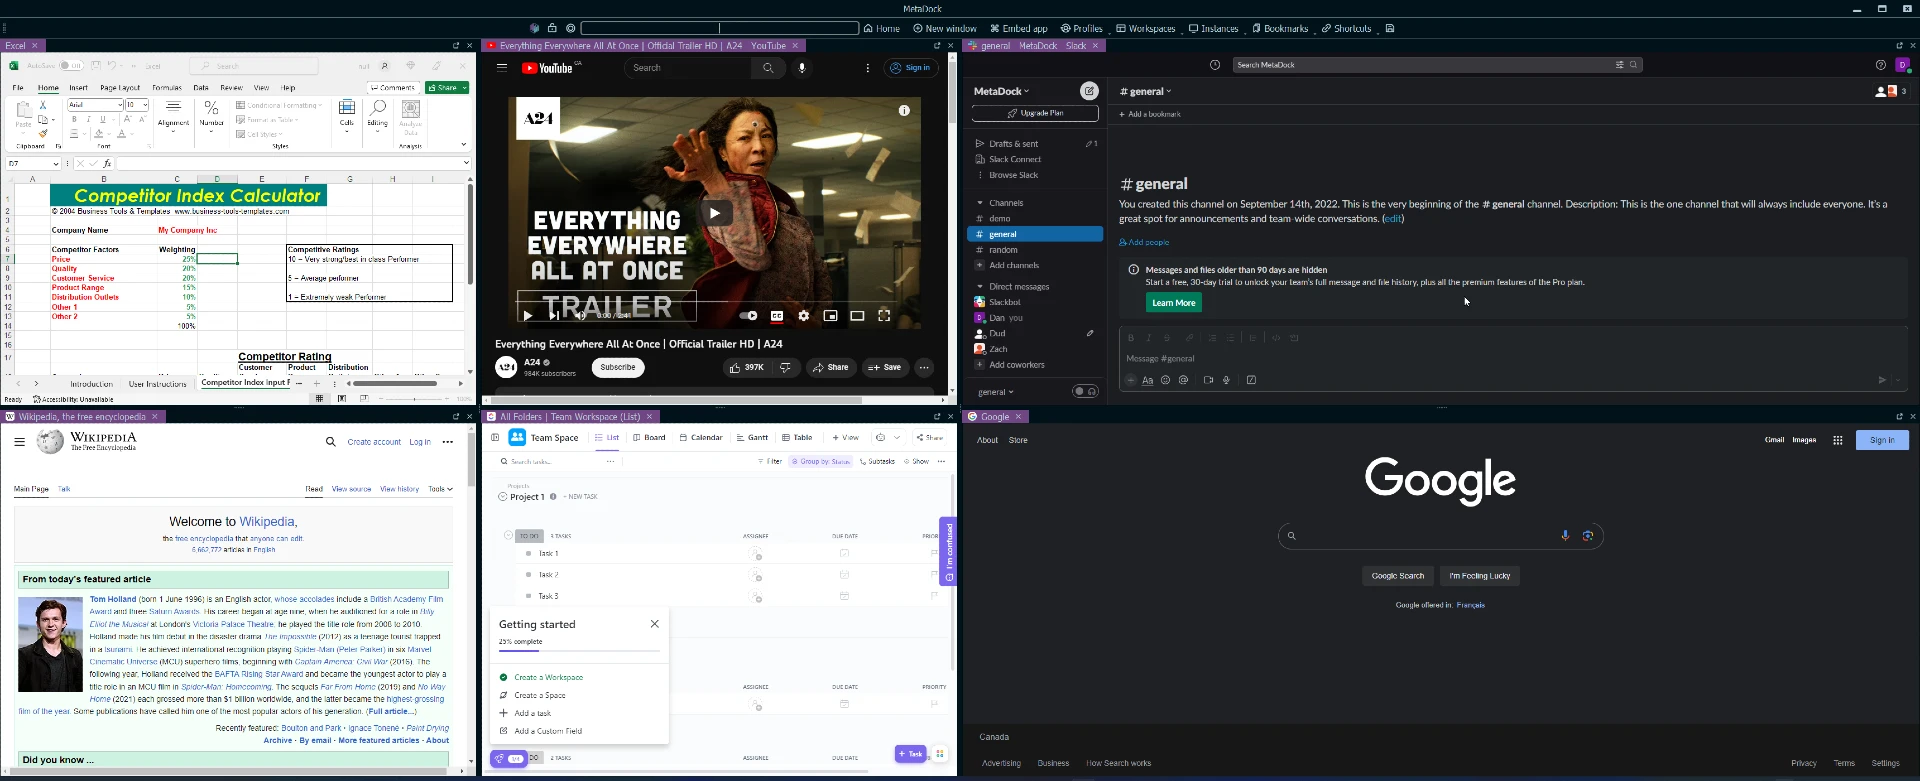 MetaDock
Home
New window
Embed app
Profiles
Workspaces
Instances
Bookmarks
Shortcuts
Excel
AutoSave
Off
Excel
Search
null
File
Home
Insert
Page Layout
Formulas
Data
Review
View
Help
Comments
Share
Paste
Arial
10
Alignment
Number
Conditional Formatting
Format as Table
Cell Styles
Cells
Editing
Analyze Data
Clipboard
Font
Styles
Analysis
D7
fx
A B C D E F G H I
Competitor Index Calculator
© 2004 Business Tools & Templates www.business-tools-templates.com
Company Name
My Company Inc
Competitor Factors
Weighting
Competitive Ratings
Price 25%
10 – Very strong/best in class Performer
Quality 20%
Customer Service 20%
5 – Average performer
Product Range 15%
Distribution Outlets 10%
1 – Extremely weak Performer
Other 1 5%
Other 2 5%
100%
Competitor Rating
Customer Product Distribution
Introduction
User Instructions
Competitor Index Input F
Ready
Accessibility: Unavailable
100%
Everything Everywhere All At Once | Official Trailer HD | A24 YouTube
YouTube CA
Search
Sign in
A24
EVERYTHING
EVERYWHERE
ALL AT ONCE
TRAILER
0:00 / 2:41
Everything Everywhere All At Once | Official Trailer HD | A24
A24
984K subscribers
Subscribe
397K
Share
Save
general MetaDock Slack
Search MetaDock
D
MetaDock
Upgrade Plan
Drafts & sent 1
Slack Connect
Browse Slack
Channels
# demo
# general
# random
+ Add channels
Direct messages
Slackbot
Dan you
Dud
Zach
+ Add coworkers
general
# general
3
+ Add a bookmark
# general
You created this channel on September 14th, 2022. This is the very beginning of the # general channel. Description: This is the one channel that will always include everyone. It's a
great spot for announcements and team-wide conversations. (edit)
Add people
Messages and files older than 90 days are hidden
Start a free, 30-day trial to unlock your team's full message and file history, plus all the premium features of the Pro plan.
Learn More
Message #general
Aa
Wikipedia, the free encyclopedia
WIKIPEDIA
The Free Encyclopedia
Create account
Log in
Main Page
Talk
Read
View source
View history
Tools
Welcome to Wikipedia,
the free encyclopedia that anyone can edit.
6,662,772 articles in English
From today's featured article
Tom Holland (born 1 June 1996) is an English actor, whose accolades include a British Academy Film
Award and three Saturn Awards. His career began at age nine, when he auditioned for a role in Billy
Elliot the Musical at London's Victoria Palace Theatre; he played the title role from 2008 to 2010.
Holland made his film debut in the disaster drama The Impossible (2012) as a teenage tourist trapped
in a tsunami. He achieved international recognition playing Spider-Man (Peter Parker) in six Marvel
Cinematic Universe (MCU) superhero films, beginning with Captain America: Civil War (2016). The
following year, Holland received the BAFTA Rising Star Award and became the youngest actor to play a
title role in an MCU film in Spider-Man: Homecoming. The sequels Far From Home (2019) and No Way
Home (2021) each grossed more than $1 billion worldwide, and the latter became the highest-grossing
film of the year. Some publications have called him one of the most popular actors of his generation. (Full article...)
Recently featured: Boulton and Park • Ignace Tonene • Paint Drying
Archive • By email • More featured articles • About
Did you know ...
All Folders | Team Workspace (List)
Team Space
List
Board
Calendar
Gantt
Table
+ View
Share
Search tasks...
Filter
Group by: Status
Subtasks
Show
Projects
Project 1
+ NEW TASK
TO DO
3 TASKS
ASSIGNEE
DUE DATE
PRIOR
Task 1
Task 2
Task 3
I'm confused
Getting started
25% complete
Create a Workspace
Create a Space
Add a task
Add a Custom Field
ASSIGNEE
DUE DATE
PRIORITY
1/4
DO
2 TASKS
ASSIGNEE
DUE DATE
+ Task
Google
About
Store
Gmail
Images
Sign in
Google
Google Search
I'm Feeling Lucky
Google offered in: Français
Canada
Advertising
Business
How Search works
Privacy
Terms
Settings